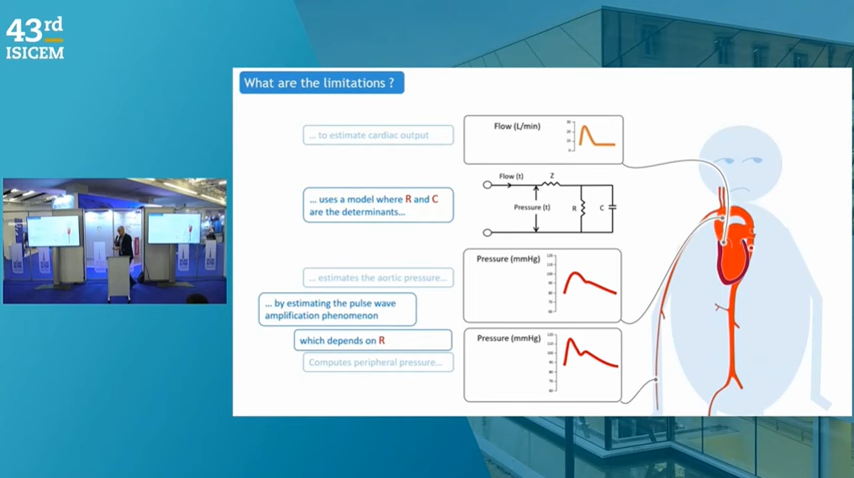 43rd
ISICEM
What are the limitations ?
... to estimate cardiac output
... uses a model where R and C
are the determinants...
... estimates the aortic pressure...
... by estimating the pulse wave
amplification phenomenon
which depends on R
Computes peripheral pressure...
Flow (L/min)
Flow (t)
Z
Pressure (t)
R
C
Pressure (mmHg)
Pressure (mmHg)